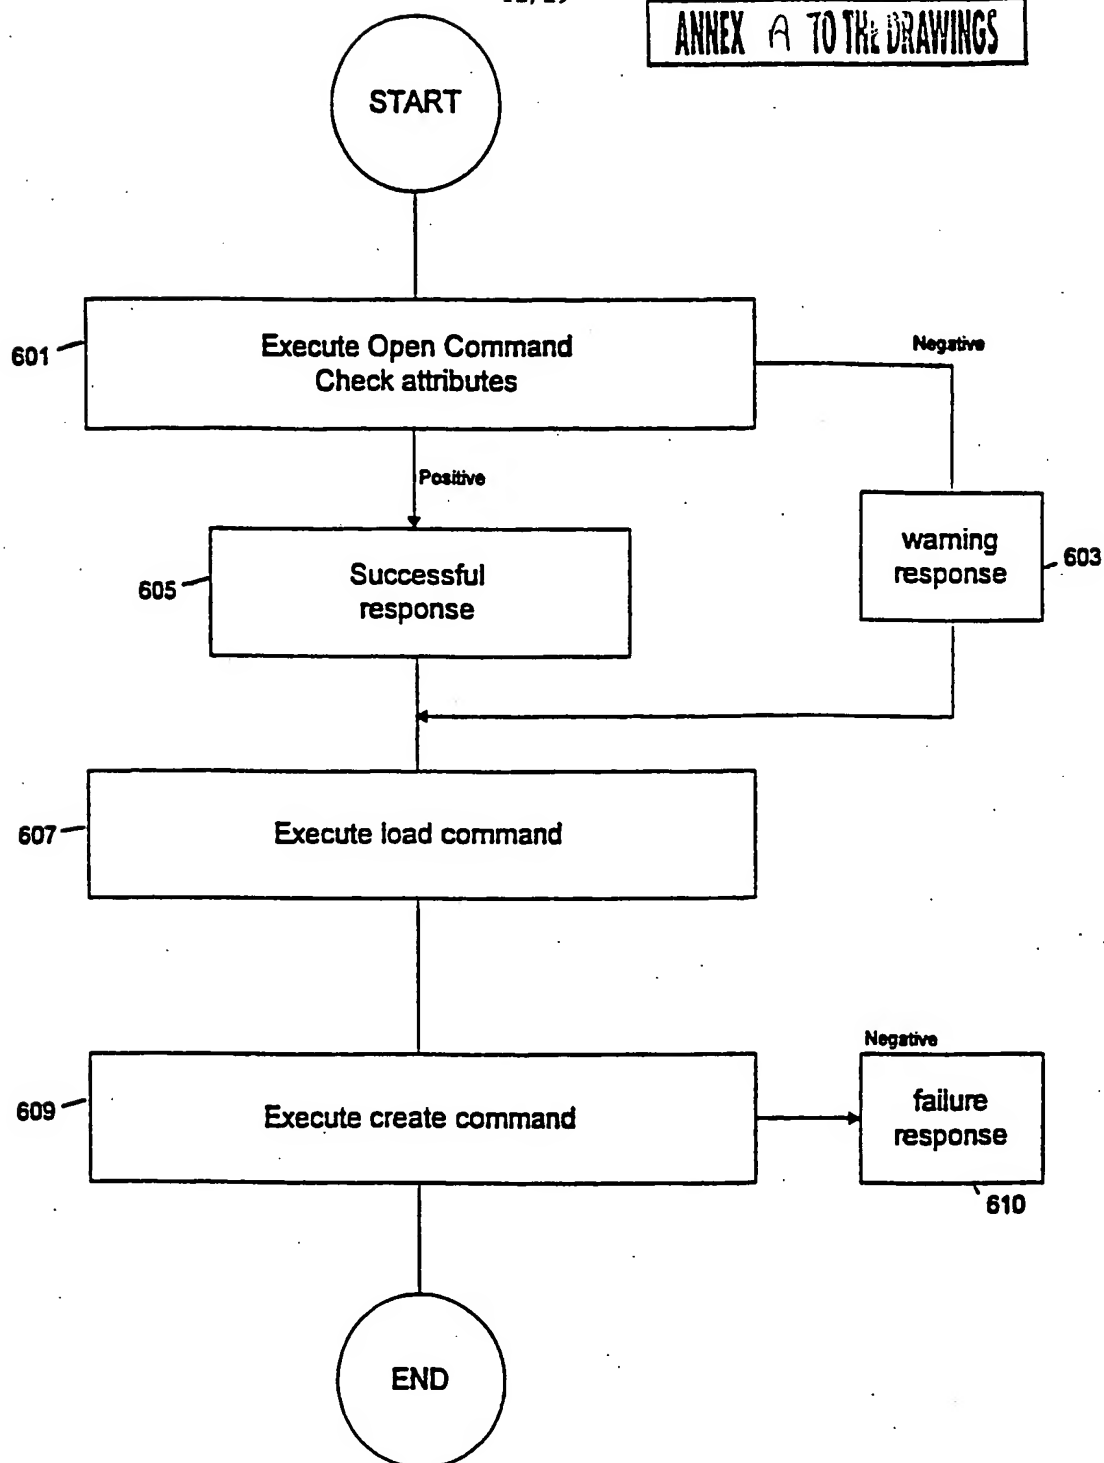 ANNEX A TO THE DRAWINGS
START
601
Execute Open Command
Check attributes
Negative
Positive
605
Successful
response
warning
response
603
607
Execute load command
609
Execute create command
Negative
failure
response
610
END